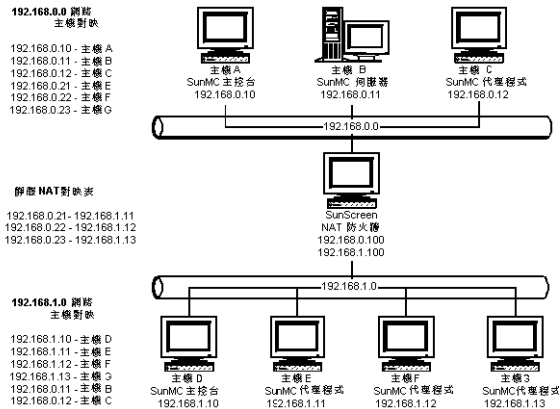 192.168.0.0 網路
主機對映
192.168.0.10 - 主機 A
192.168.0.11 - 主機 B
192.168.0.12 - 主機 C
192.168.0.21 - 主機 E
192.168.0.22 - 主機 F
192.168.0.23 - 主機 G
主機 A
SunMC 主控台
192.168.0.10
主機 B
SunMC 伺服器
192.168.0.11
主機 C
SunMC 代理程式
192.168.0.12
192.168.0.0
靜態 NAT對映表
192.168.0.21 - 192.168.1.11
192.168.0.22 - 192.168.1.12
192.168.0.23 - 192.168.1.13
SunScreen
NAT 防火牆
192.168.0.100
192.168.1.100
192.168.1.0
192.168.1.0 網路
主機對映
192.168.1.10 - 主機 D
192.168.1.11 - 主機 E
192.168.1.12 - 主機 F
192.168.1.13 - 主機 G
192.168.0.11 - 主機 B
192.168.0.12 - 主機 C
主機 D
SunMC 主控台
192.168.1.10
主機 E
SunMC 代理程式
192.168.1.11
主機 F
SunMC 代理程式
192.168.1.12
主機 G
SunMC 代理程式
192.168.1.13